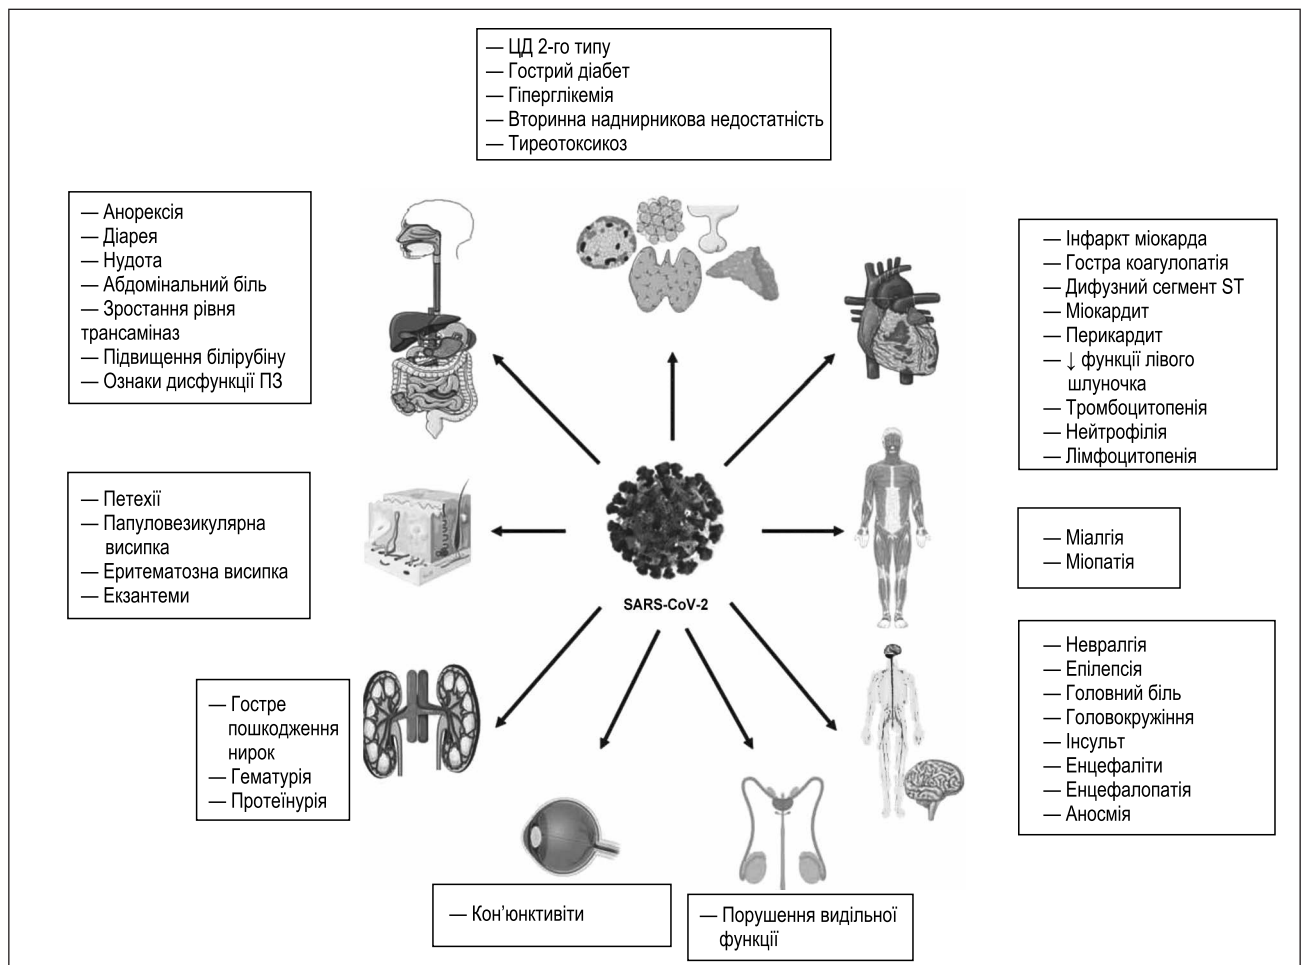 — ЦД 2-го типу
— Гострий діабет
— Гіперглікемія
— Вторинна наднирникова недостатність
— Тиреотоксикоз
— Анорексія
— Діарея
— Нудота
— Абдомінальний біль
— Зростання рівня
трансаміназ
— Підвищення білірубіну
— Ознаки дисфункції ПЗ
— Інфаркт міокарда
— Гостра коагулопатія
— Дифузний сегмент ST
— Міокардит
— Перикардит
— ↓ функції лівого
шлуночка
— Тромбоцитопенія
— Нейтрофілія
— Лімфоцитопенія
— Петехії
— Папуловезикулярна
висипка
— Еритематозна висипка
— Екзантеми
— Міалгія
— Міопатія
SARS-CoV-2
— Гостре
пошкодження
нирок
— Гематурія
— Протеїнурія
— Невралгія
— Епілепсія
— Головний біль
— Головокружіння
— Інсульт
— Енцефаліти
— Енцефалопатія
— Аносмія
— Кон’юнктивіти
— Порушення видільної
функції